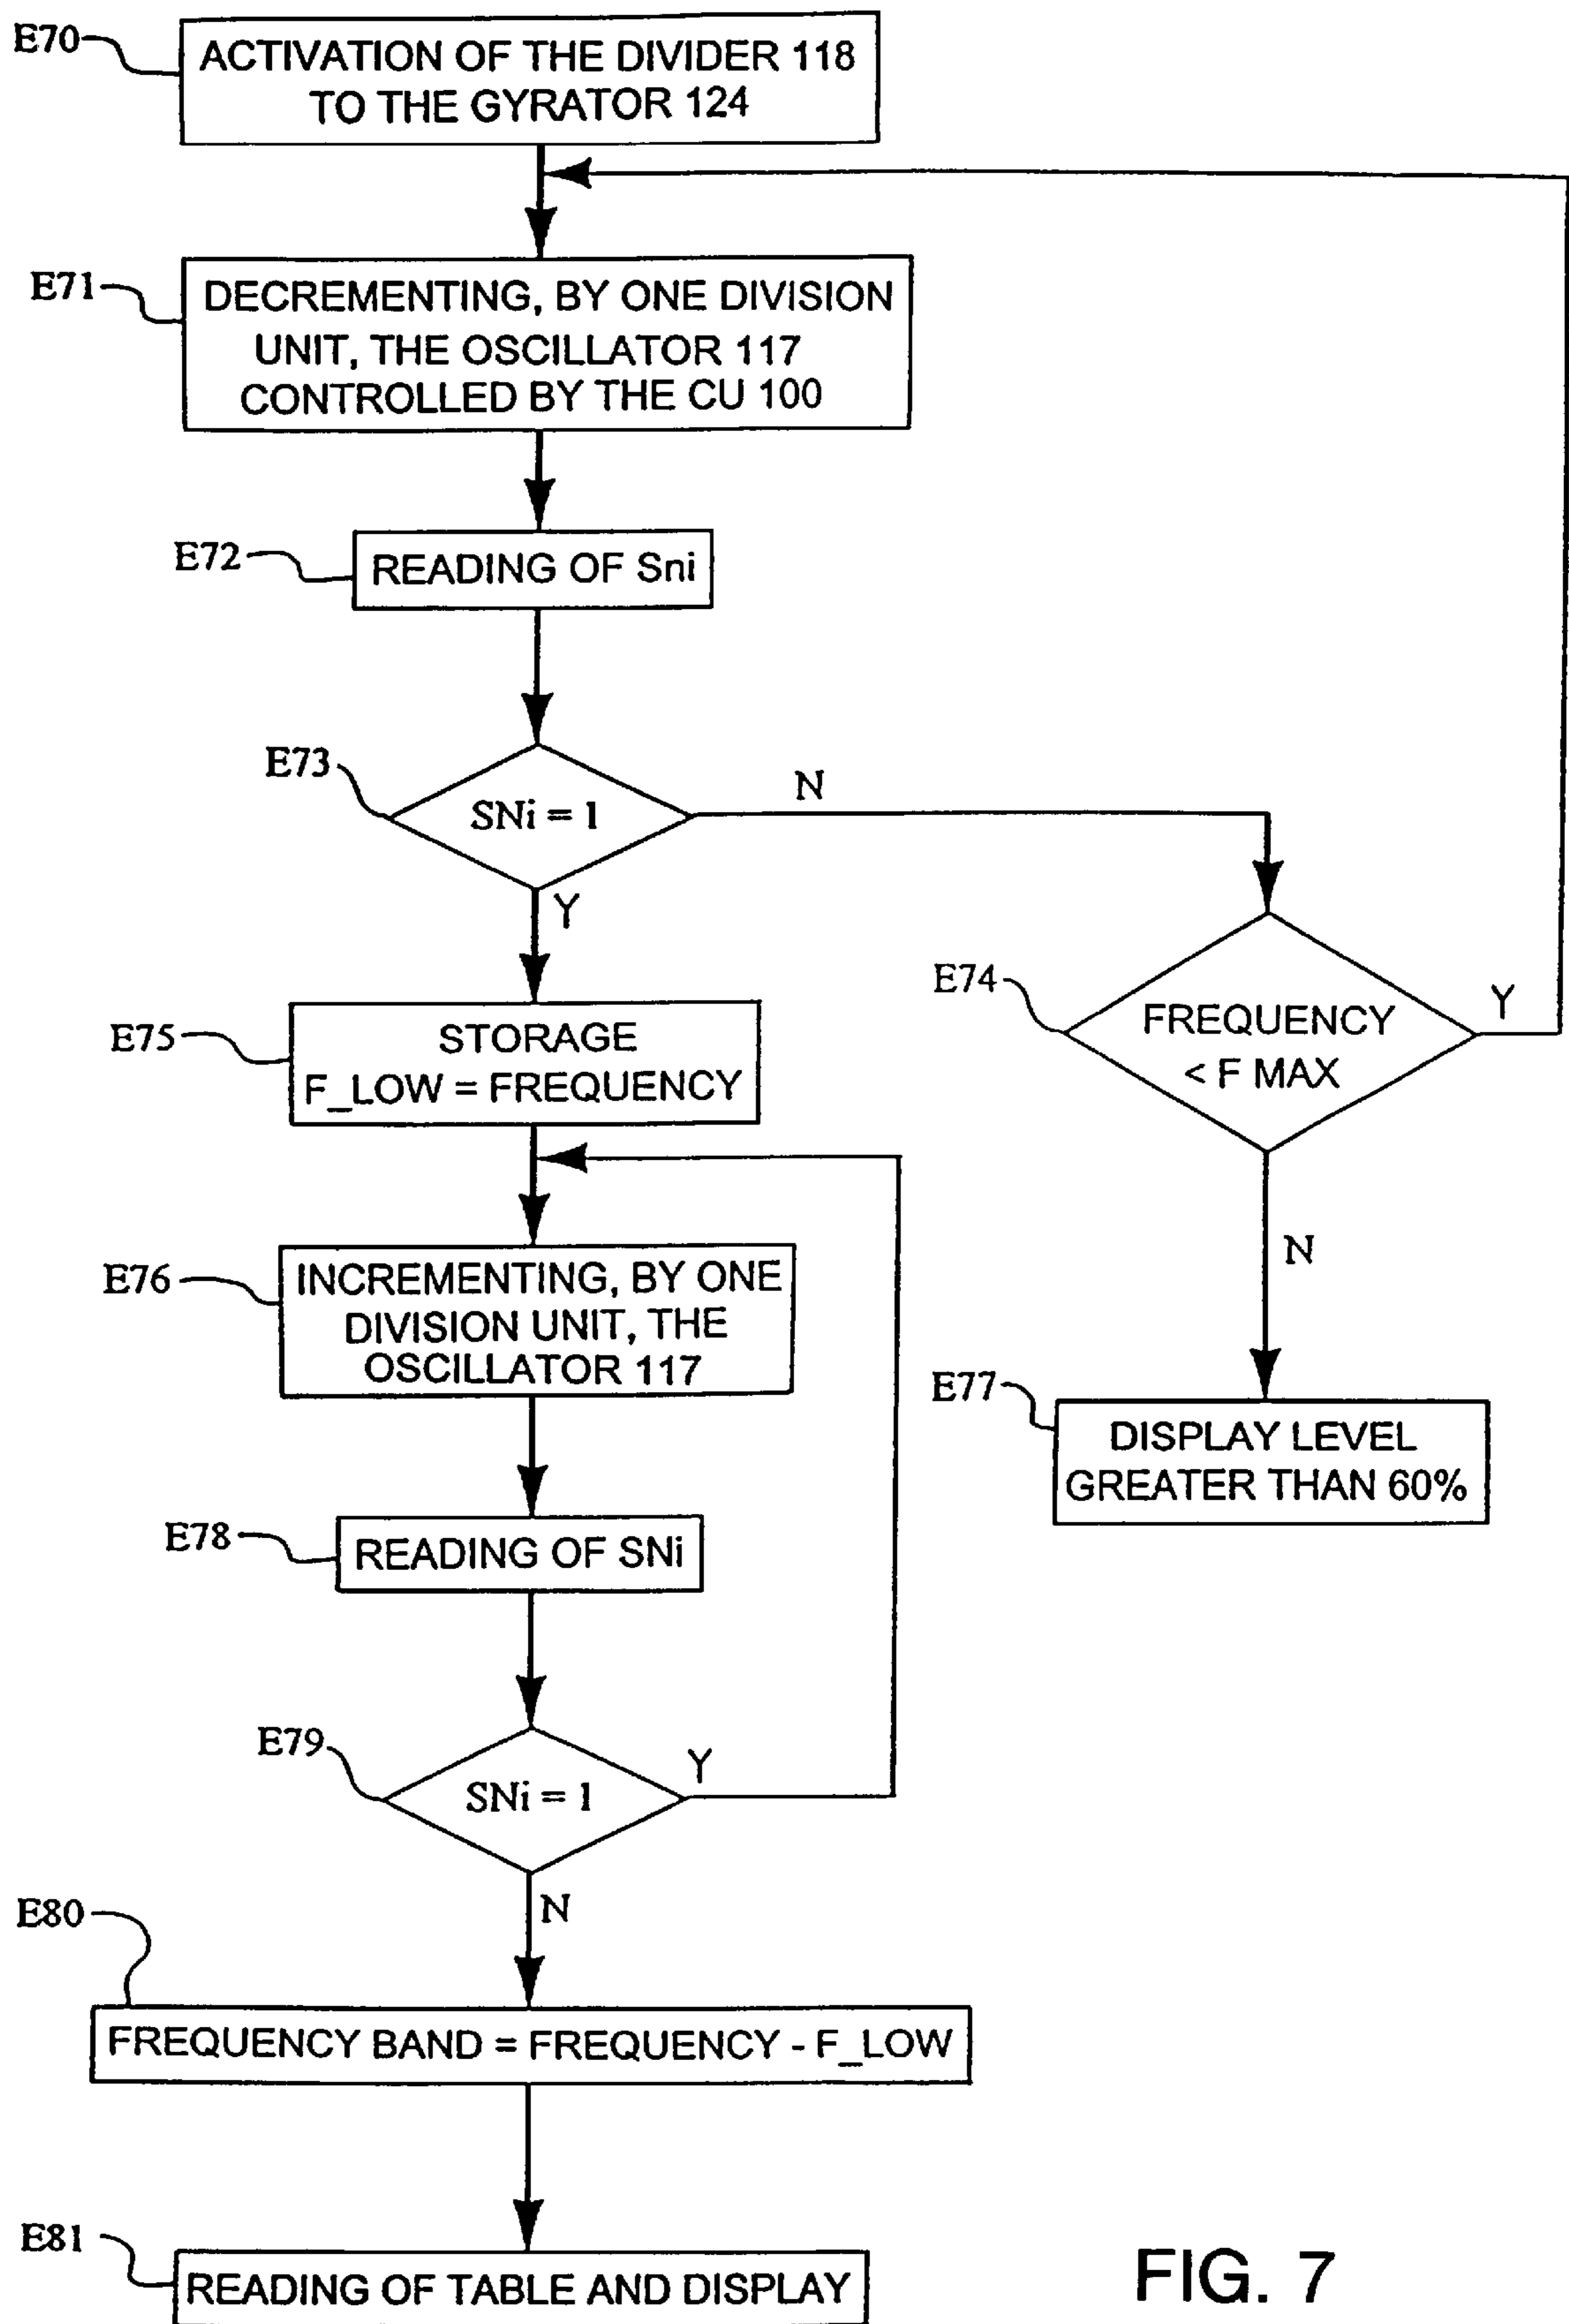 E70
ACTIVATION OF THE DIVIDER 118
TO THE GYRATOR 124
E71
DECREMENTING, BY ONE DIVISION
UNIT, THE OSCILLATOR 117
CONTROLLED BY THE CU 100
E72
READING OF Sni
E73
SNi = 1
N
Y
E74
FREQUENCY
< F MAX
Y
N
E75
STORAGE
F_LOW = FREQUENCY
E76
INCREMENTING, BY ONE
DIVISION UNIT, THE
OSCILLATOR 117
E77
DISPLAY LEVEL
GREATER THAN 60%
E78
READING OF SNi
E79
SNi = 1
Y
N
E80
FREQUENCY BAND = FREQUENCY - F_LOW
E81
READING OF TABLE AND DISPLAY
FIG. 7